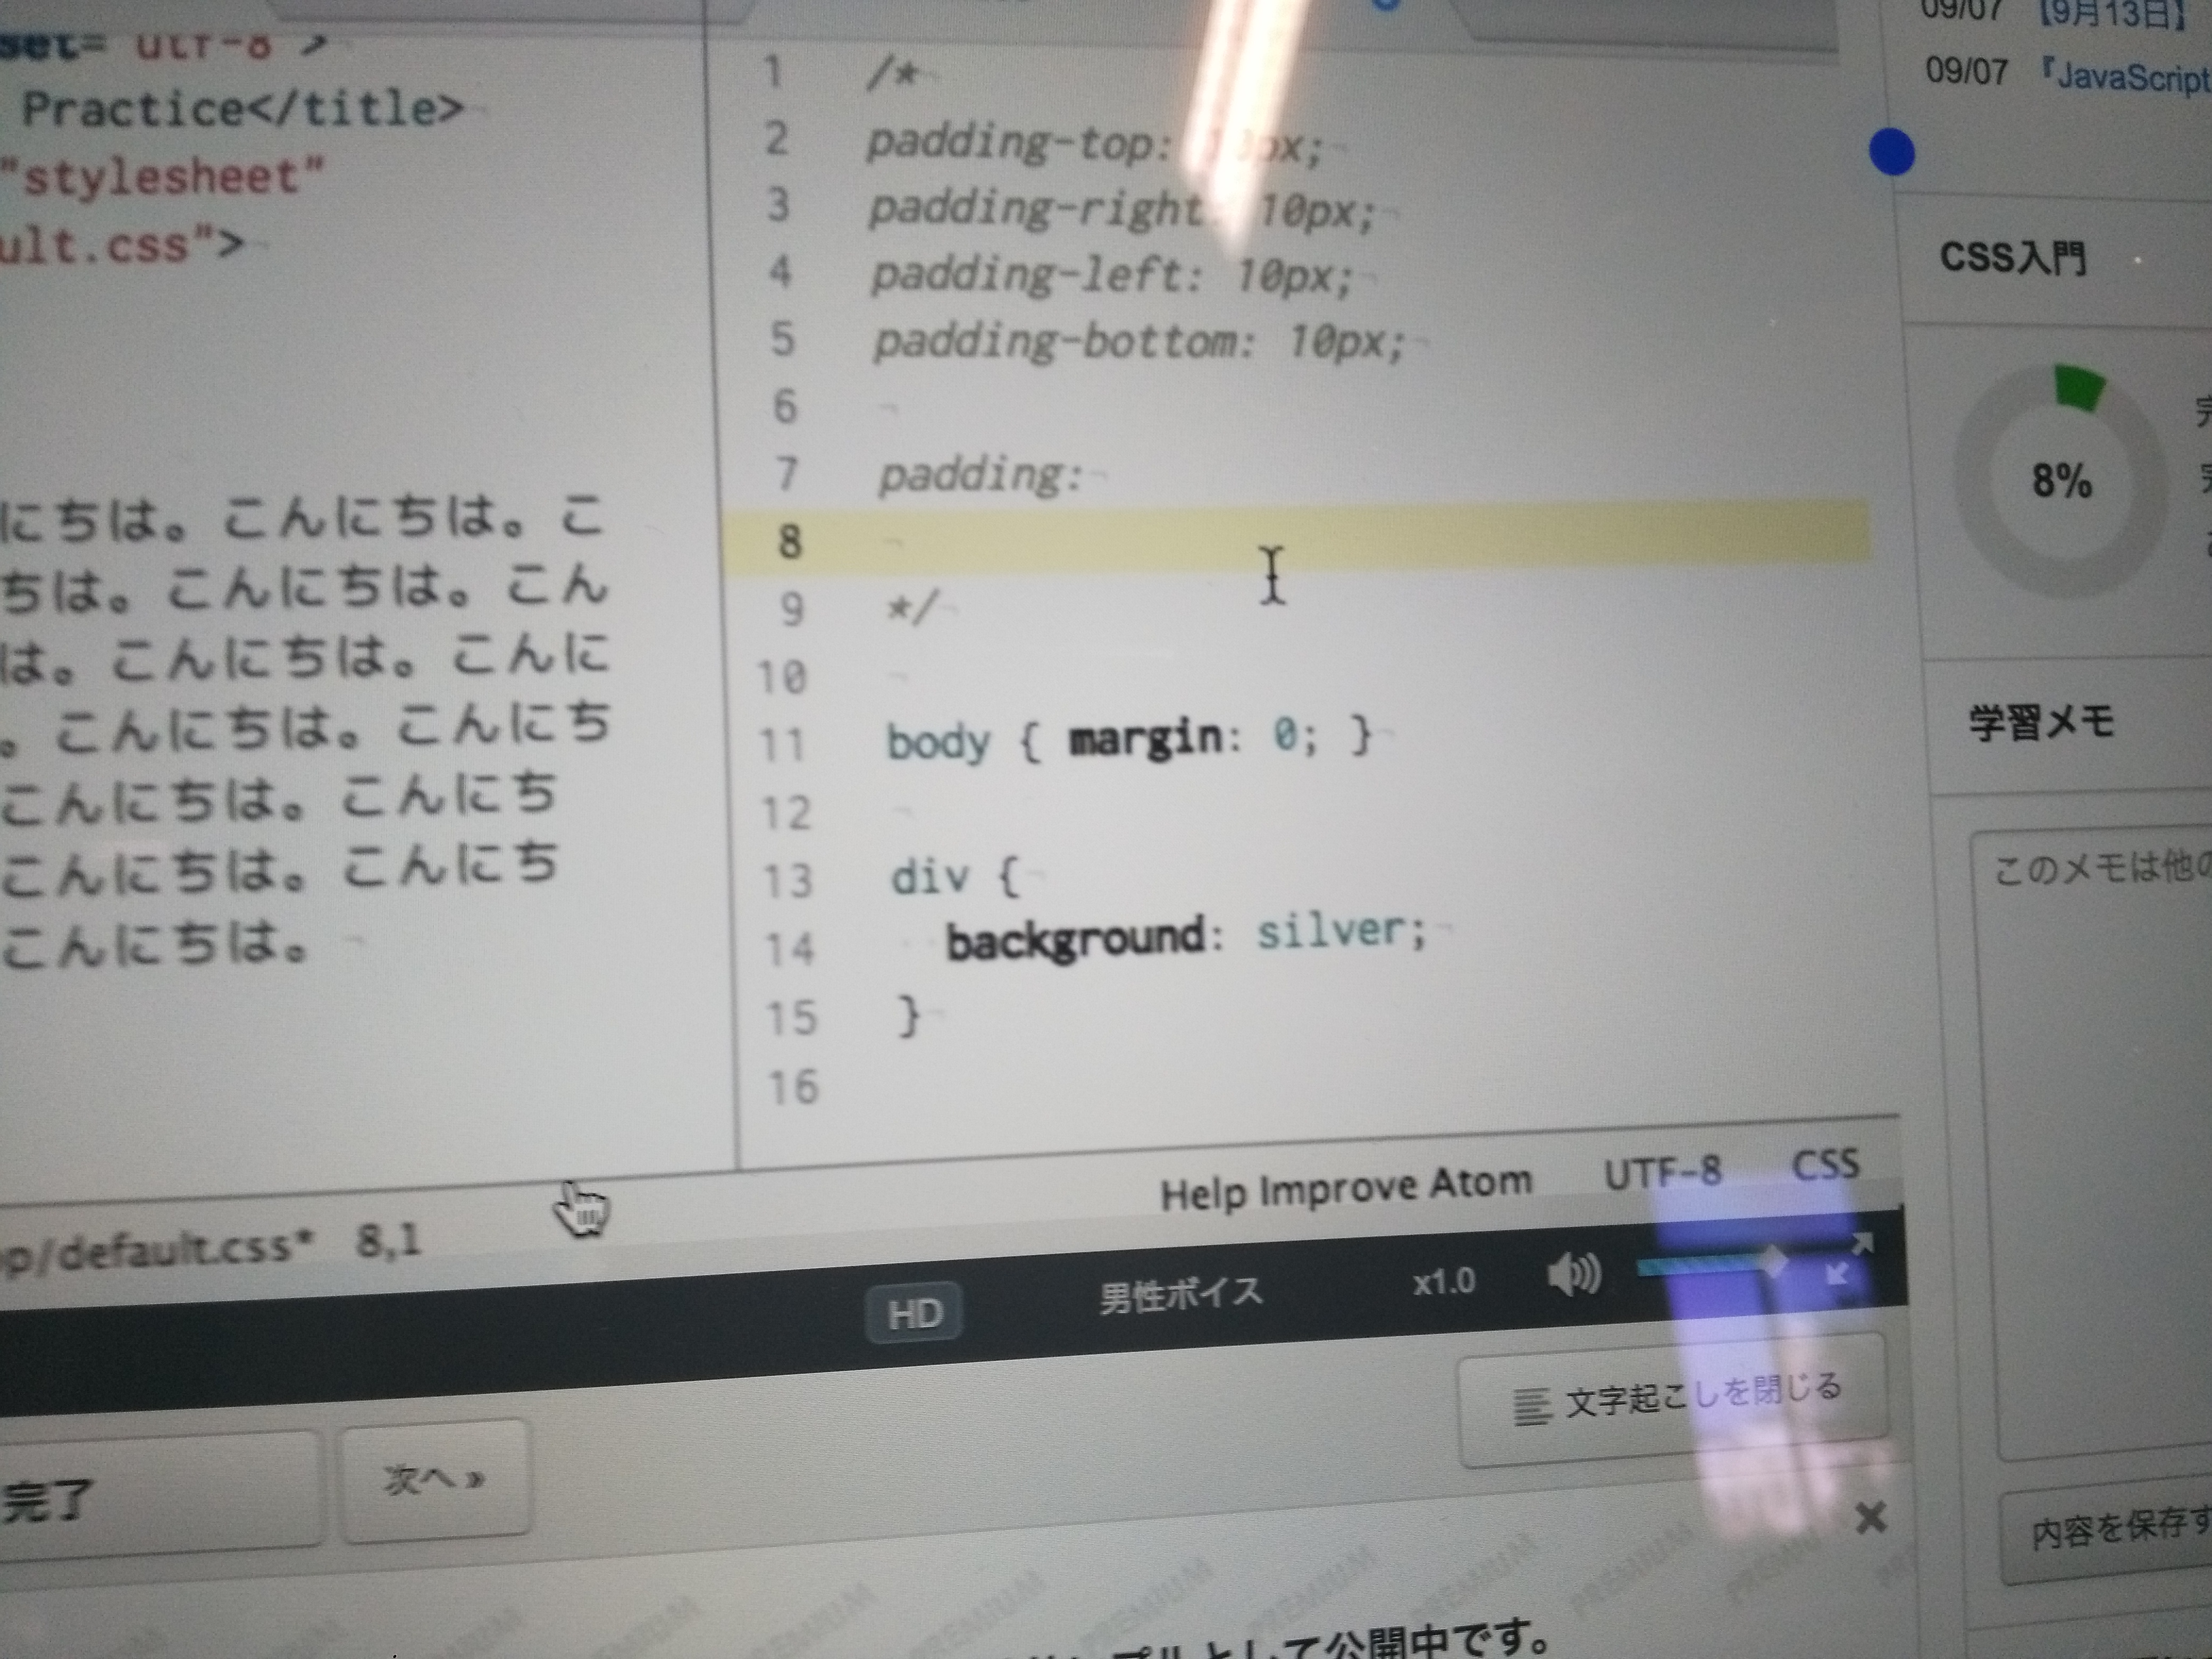 set="utf-8">
Practice</title>
"stylesheet"
ult.css">
にちは。こんにちは。こ
ちは。こんにちは。こん
は。こんにちは。こんに
。こんにちは。こんにち
こんにちは。こんにち
こんにちは。こんにち
こんにちは。
1 /*
2 padding-top: 10px;
3 padding-right: 10px;
4 padding-left: 10px;
5 padding-bottom: 10px;
6
7 padding:
8
9 */
10
11 body { margin: 0; }
12
13 div {
14 background: silver;
15 }
16
p/default.css* 8,1
Help Improve Atom UTF-8 CSS
HD 男性ボイス x1.0
文字起こしを閉じる
完了 次へ »
PREMIUM PREMIUM PREMIUM PREMIUM PREMIUM
プルとして公開中です。
09/07 【9月13日】
09/07 『JavaScript
CSS入門
8%
学習メモ
このメモは他の
内容を保存す